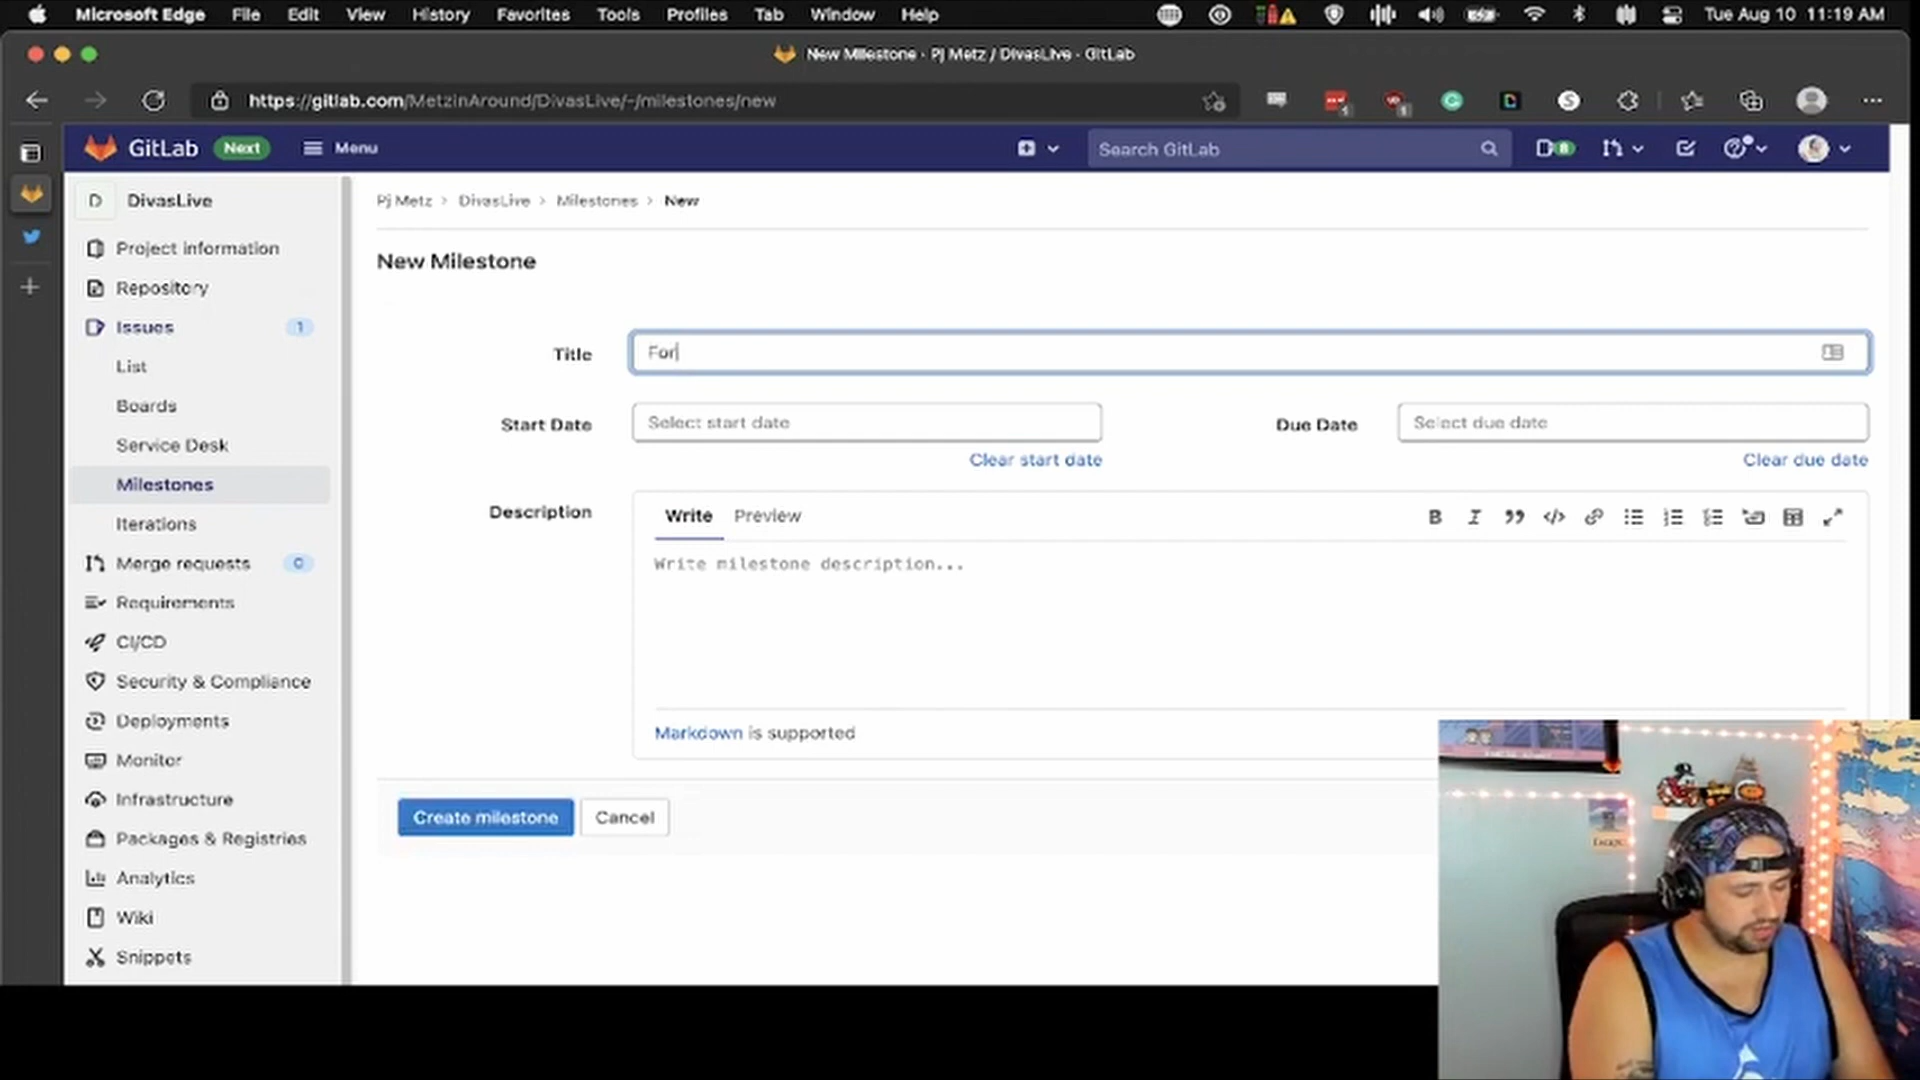 Microsoft Edge File Edit View History Favorites Tools Profiles Tab Window Help Tue Aug 10 11:19 AM
New Milestone · Pj Metz / DivasLive · GitLab
https://gitlab.com/MetzinAround/DivasLive/-/milestones/new
GitLab Next Menu Search GitLab 8
D DivasLive
Pj Metz > DivasLive > Milestones > New
Project information
New Milestone
Repository
Issues 1
Title For
List
Boards
Start Date Select start date Due Date Select due date
Service Desk
Clear start date Clear due date
Milestones
Description Write Preview
Iterations
Write milestone description...
Merge requests 0
Requirements
CI/CD
Security & Compliance
Deployments
Markdown is supported
Monitor
Infrastructure
Create milestone Cancel
Packages & Registries
Analytics
Wiki
Snippets